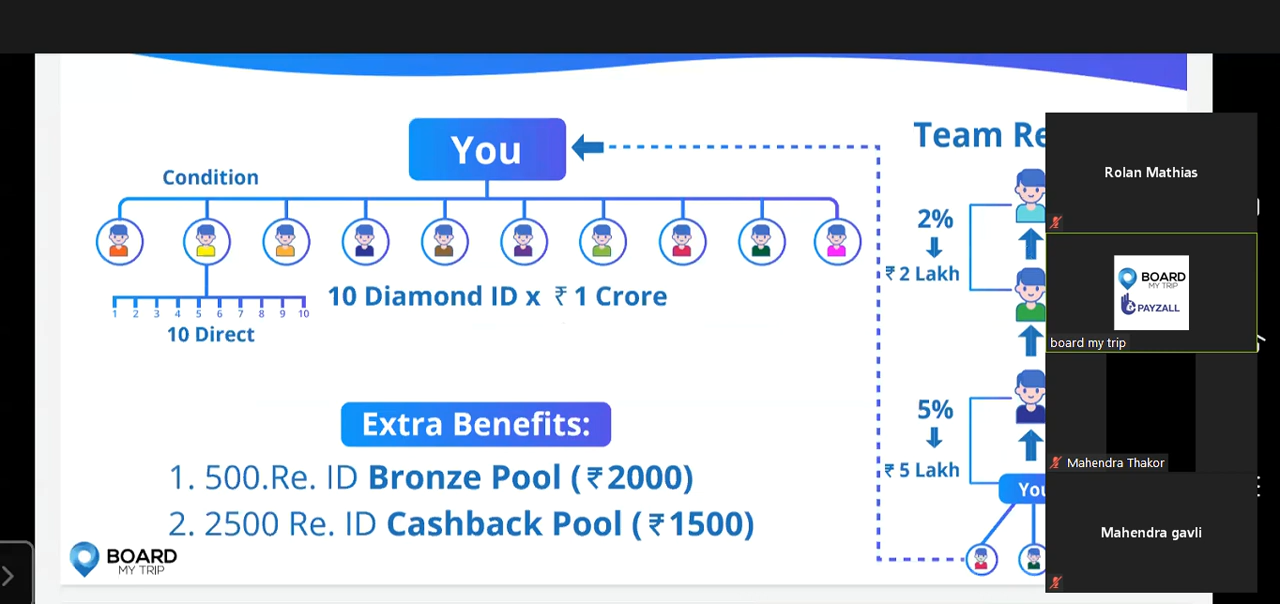 You
Condition
1 2 3 4 5 6 7 8 9 10
10 Direct
10 Diamond ID x ₹ 1 Crore
Extra Benefits:
1. 500.Re. ID Bronze Pool (₹2000)
2. 2500 Re. ID Cashback Pool (₹1500)
BOARD
MY TRIP
Team Re
2%
₹ 2 Lakh
5%
₹ 5 Lakh
You
Rolan Mathias
BOARD
MY TRIP
PAYZALL
board my trip
Mahendra Thakor
Mahendra gavli